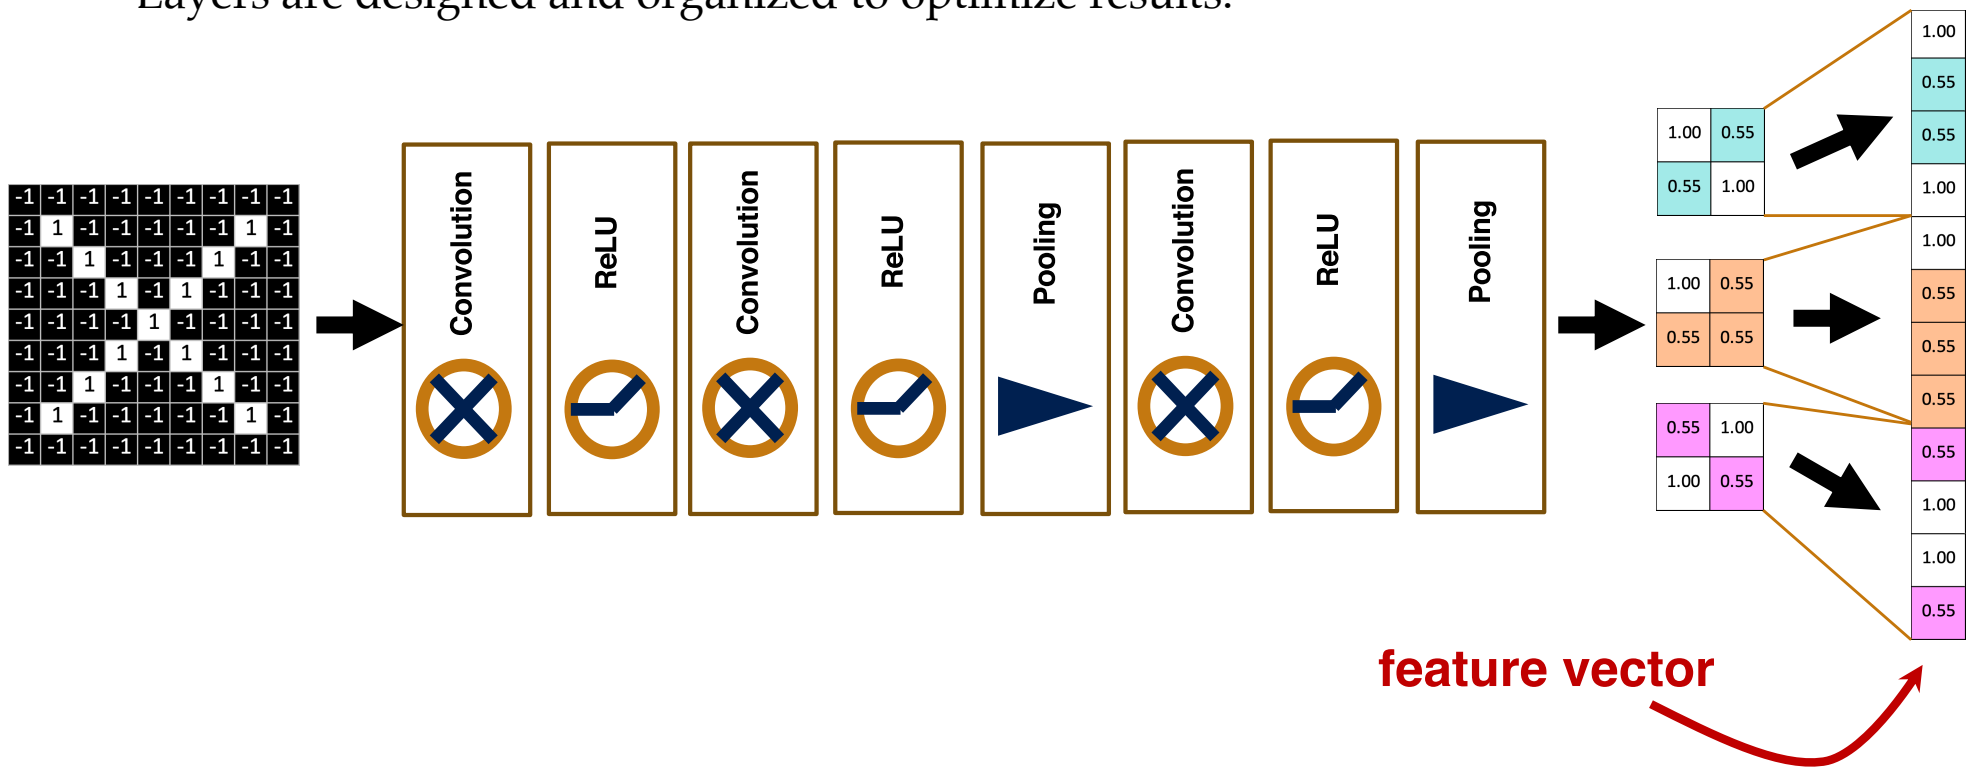 Layers are designed and organized to optimize results.
-1 -1 -1 -1 -1 -1 -1 -1 -1
-1 1 -1 -1 -1 -1 -1 1 -1
-1 -1 1 -1 -1 -1 1 -1 -1
-1 -1 -1 1 -1 1 -1 -1 -1
-1 -1 -1 -1 1 -1 -1 -1 -1
-1 -1 -1 1 -1 1 -1 -1 -1
-1 -1 1 -1 -1 -1 1 -1 -1
-1 1 -1 -1 -1 -1 -1 1 -1
-1 -1 -1 -1 -1 -1 -1 -1 -1
Convolution
ReLU
Convolution
ReLU
Pooling
Convolution
ReLU
Pooling
1.00 0.55
0.55 1.00
1.00 0.55
0.55 0.55
0.55 1.00
1.00 0.55
1.00
0.55
0.55
1.00
1.00
0.55
0.55
0.55
0.55
1.00
1.00
0.55
feature vector